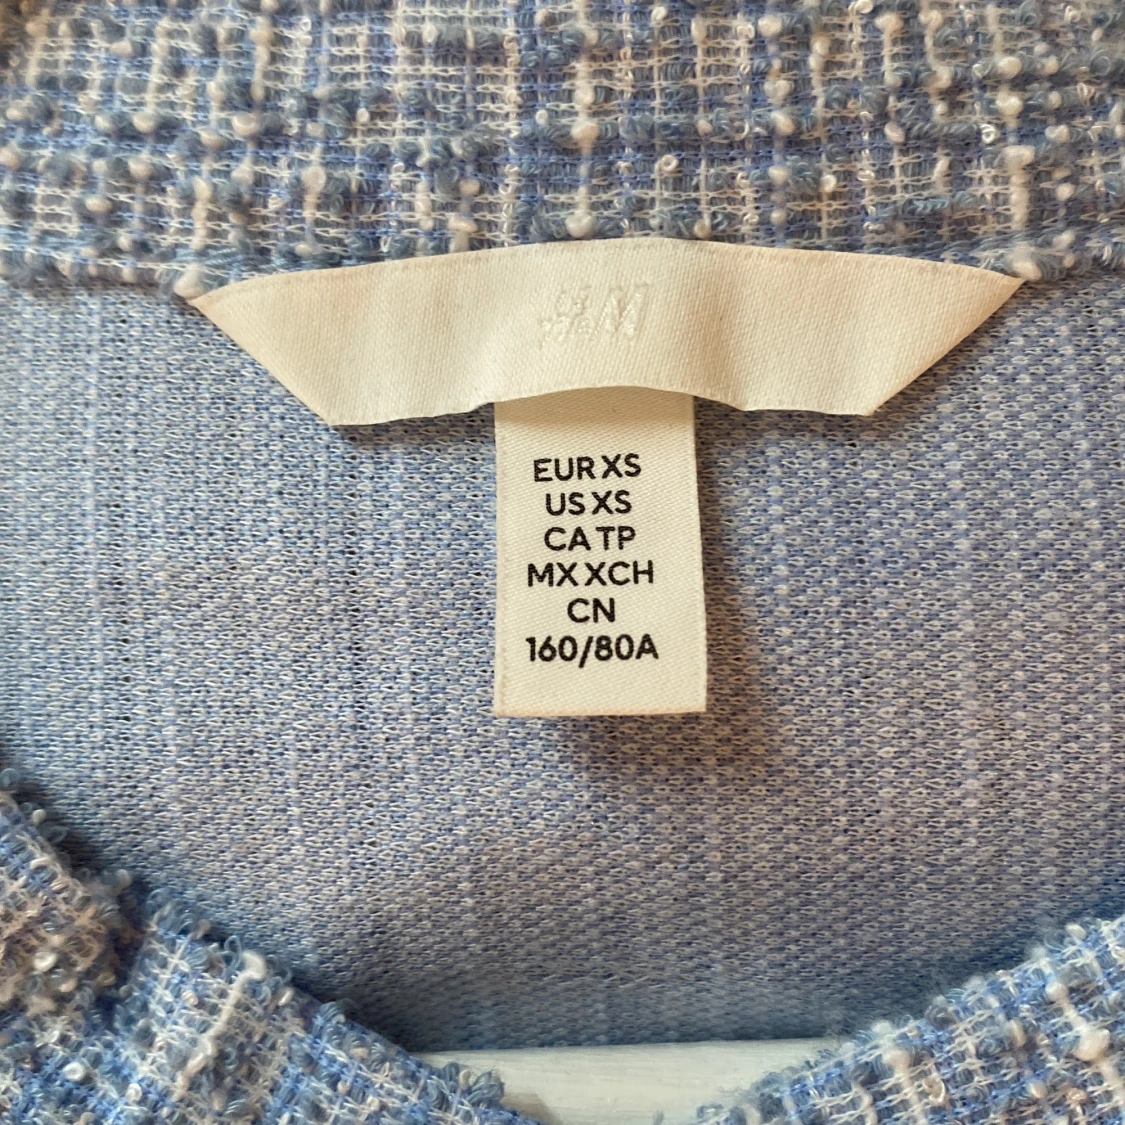 H&M
EUR XS
US XS
CA TP
MX XCH
CN
160/80A